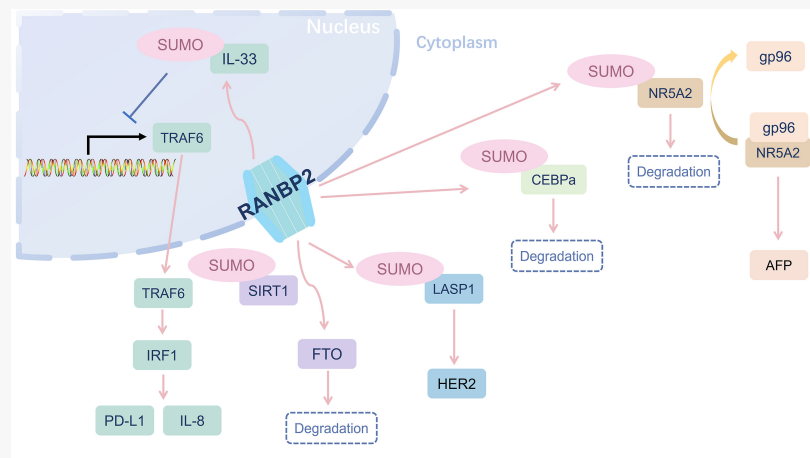 Nucleus
Cytoplasm
SUMO
IL-33
TRAF6
RANBP2
SUMO
NR5A2
gp96
gp96
NR5A2
Degradation
SUMO
CEBPa
Degradation
AFP
SUMO
SIRT1
SUMO
LASP1
HER2
TRAF6
IRF1
PD-L1
IL-8
FTO
Degradation